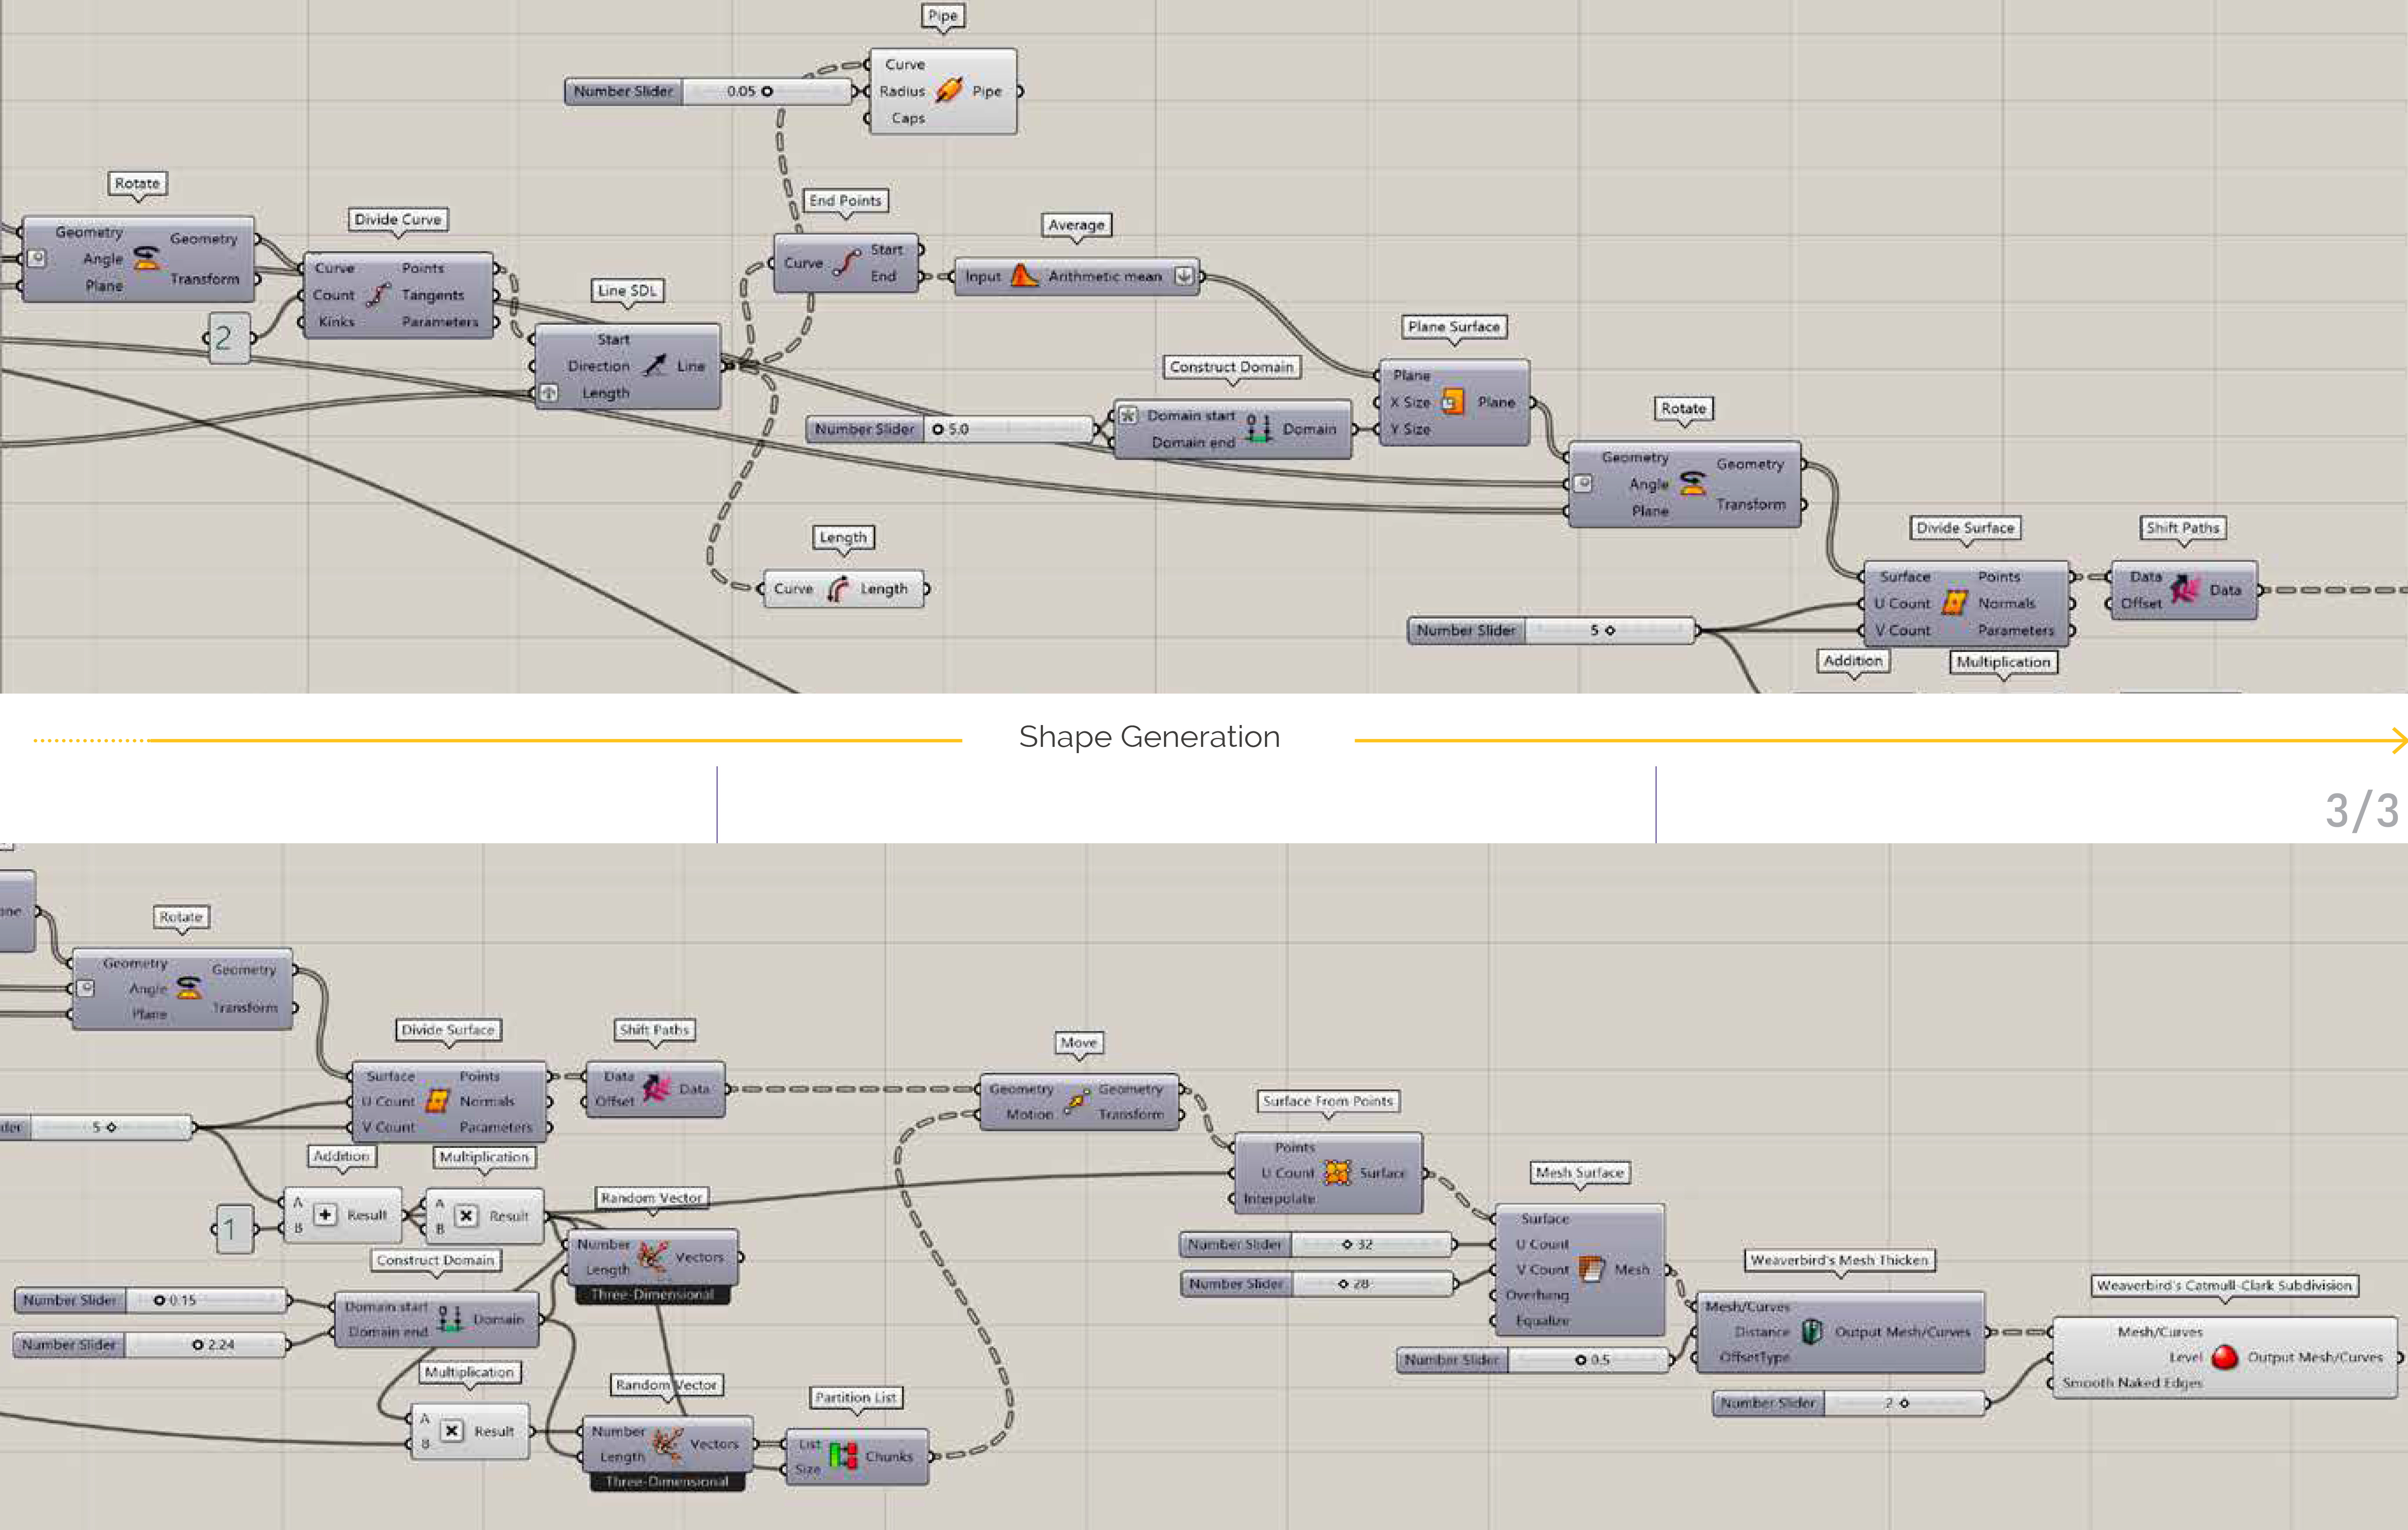 Pipe
Curve
Number Slider 0.05 Radius Pipe
Caps
Rotate
Geometry Geometry
Angle
Plane Transform
Divide Curve
Curve Points
Count Tangents
Kinks Parameters
2
End Points
Start
Curve
End
Average
Input Arithmetic mean
Line SDL
Start
Direction Line
Length
Plane Surface
Plane
X Size Plane
Y Size
Construct Domain
Number Slider 5.0
Domain start
Domain end Domain
Rotate
Geometry Geometry
Angle
Plane Transform
Length
Curve Length
Divide Surface
Surface Points
U Count Normals
V Count Parameters
Number Slider 5
Shift Paths
Data
Offset Data
Addition
Multiplication
Shape Generation
3/3
Rotate
Geometry Geometry
Angle
Plane Transform
Divide Surface
Surface Points
U Count Normals
V Count Parameters
5
Shift Paths
Data
Offset Data
Move
Geometry Geometry
Motion Transform
Surface From Points
Points
U Count Surface
Interpolate
Addition
A
B
Result
1
Multiplication
A
B
Result
Random Vector
Number
Length Vectors
Three-Dimensional
Construct Domain
Number Slider 0.15
Number Slider 2.24
Domain start
Domain end Domain
Multiplication
A
B
Result
Random Vector
Number Vectors
Length
Three-Dimensional
Partition List
List
Size
Chunks
Mesh Surface
Surface
Number Slider 32 U Count
Number Slider 28 V Count Mesh
Overhang
Equalize
Number Slider 0.5
Weaverbird's Mesh Thicken
Mesh/Curves
Distance Output Mesh/Curves
OffsetType
Number Slider 2
Weaverbird's Catmull-Clark Subdivision
Mesh/Curves
Level Output Mesh/Curves
Smooth Naked Edges